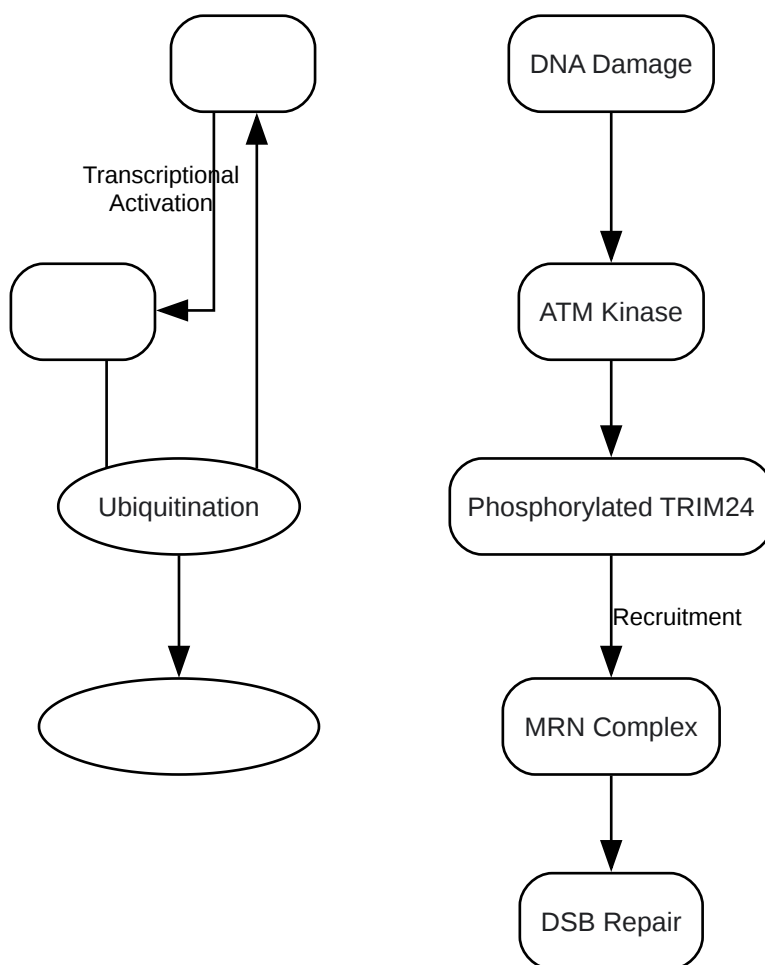 DNA Damage
Transcriptional
Activation
ATM Kinase
Ubiquitination
Phosphorylated TRIM24
Recruitment
MRN Complex
DSB Repair